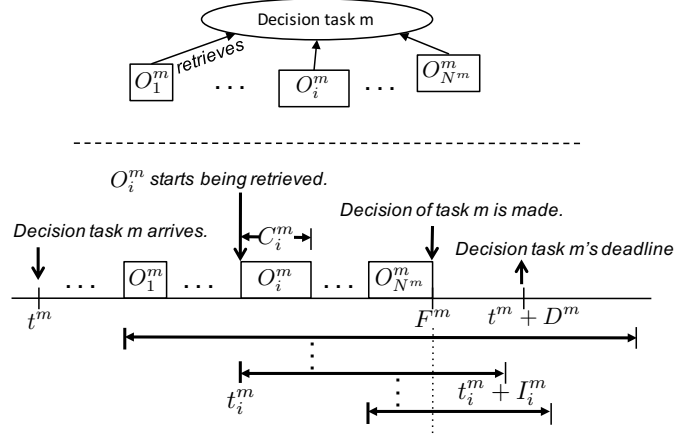 Decision task m
retrieves
O_1^m ... O_i^m ... O_{N^m}^m
O_i^m starts being retrieved.
Decision task m arrives.
C_i^m
Decision of task m is made.
Decision task m's deadline
... O_1^m ... O_i^m ... O_{N^m}^m
t^m F^m t^m + D^m
t_i^m t_i^m + I_i^m